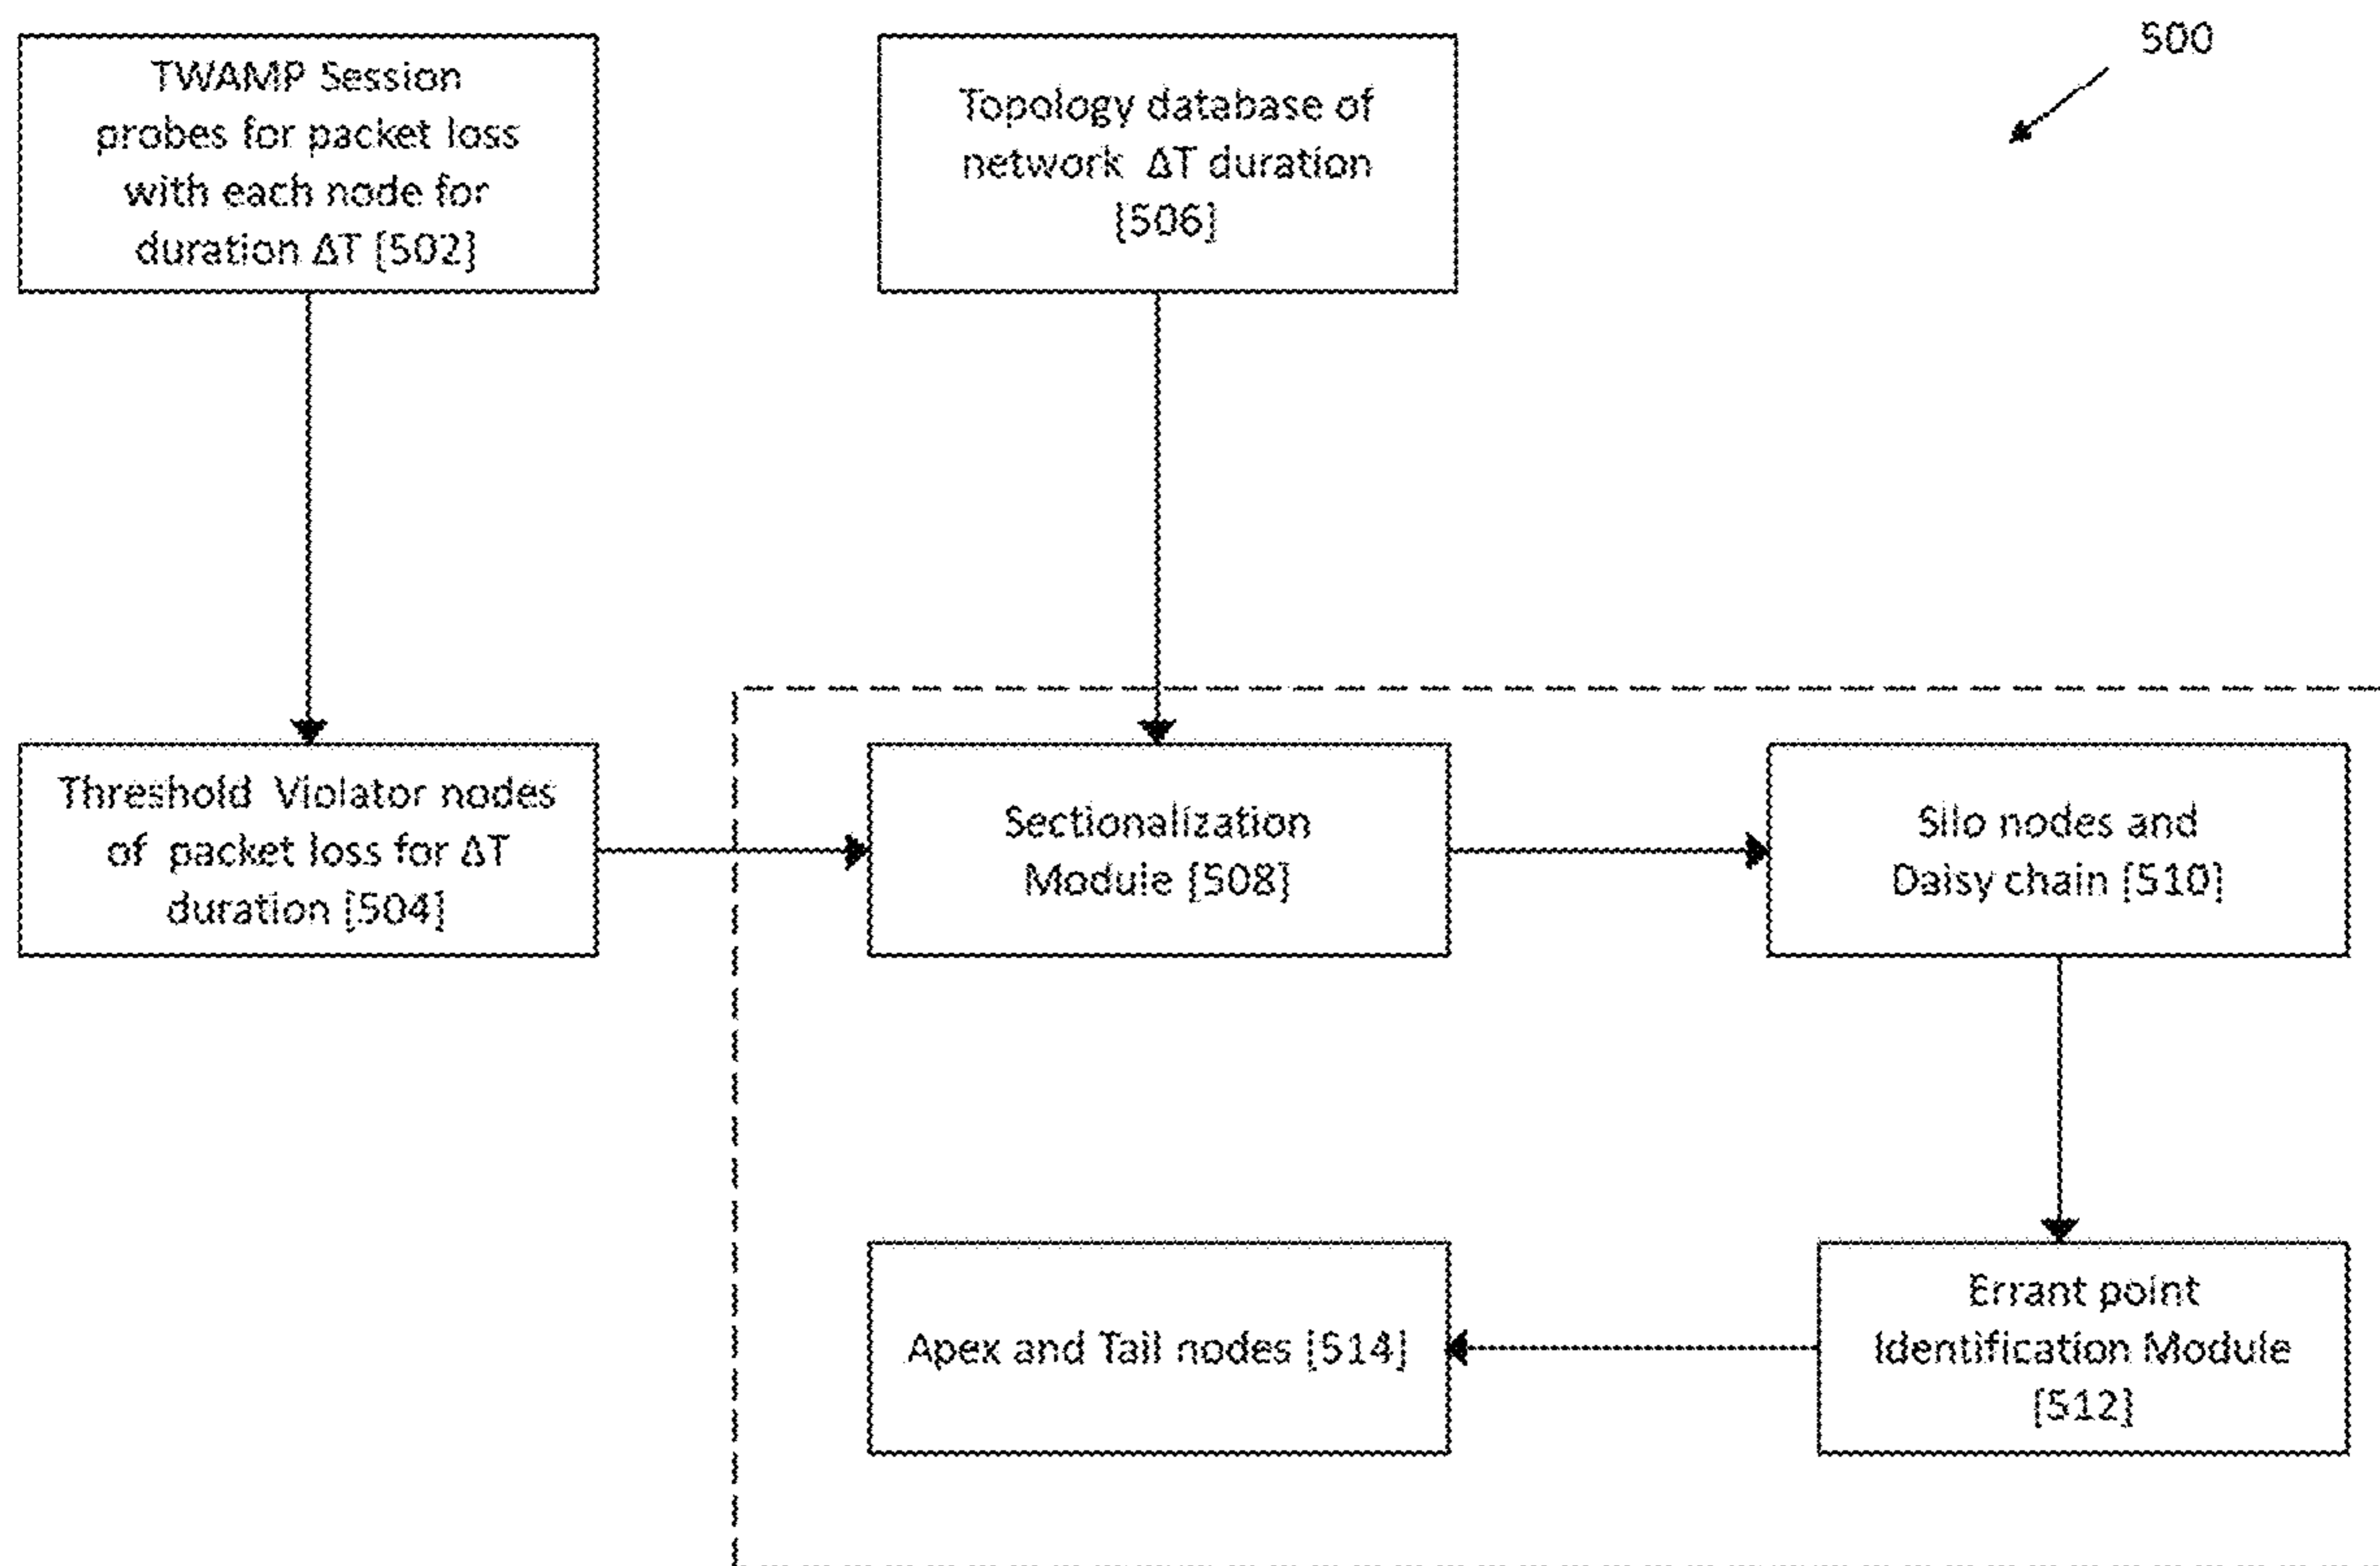 500
TWAMP Session
probes for packet loss
with each node for
duration ΔT [502]
Topology database of
network ΔT duration
[506]
Threshold Violator nodes
of packet loss for ΔT
duration [504]
Sectionalization
Module [508]
Silo nodes and
Daisy chain [510]
Apex and Tail nodes [514]
Errant point
Identification Module
[512]